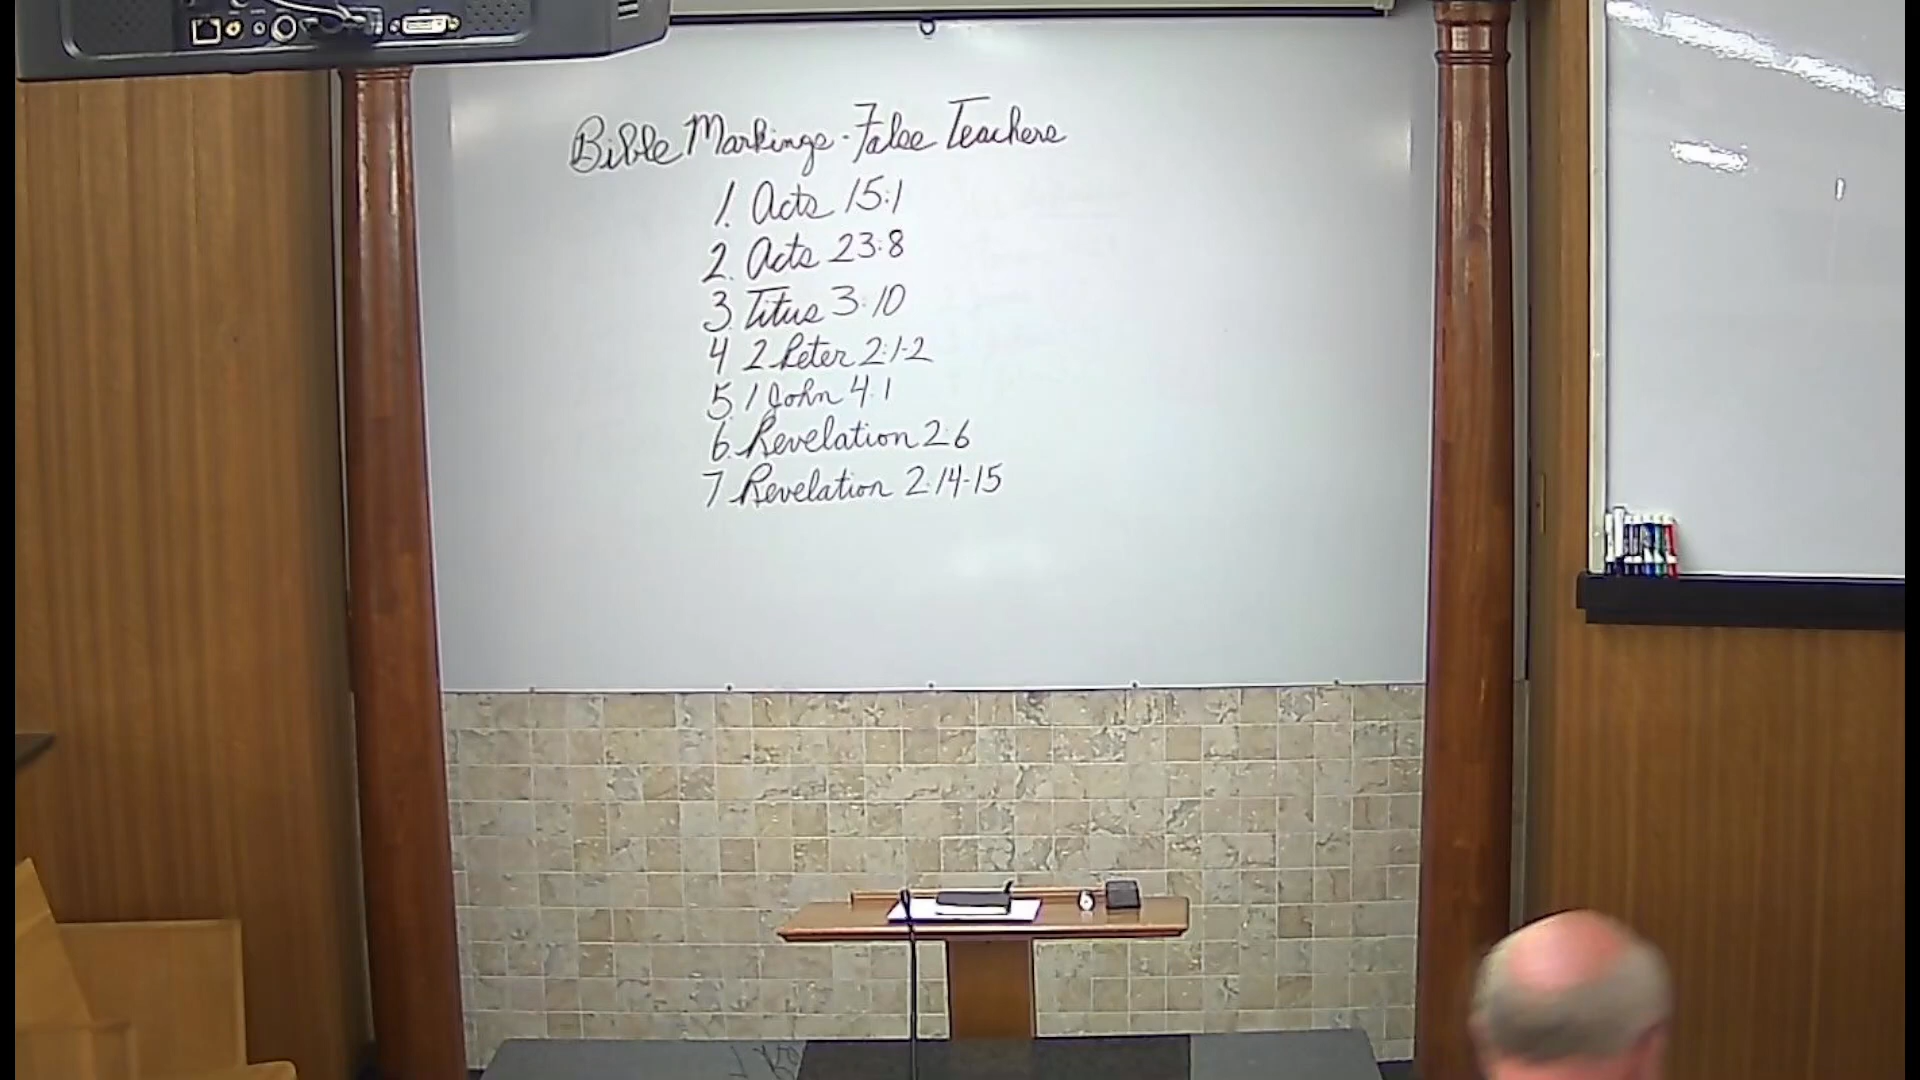 Bible Markings - False Teachers
1. Acts 15:1
2. Acts 23:8
3. Titus 3:10
4 2 Peter 2:1-2
5. 1 John 4:1
6. Revelation 2:6
7 Revelation 2:14-15